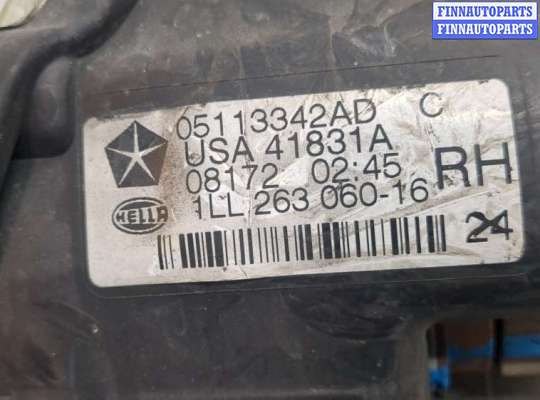 FINNAUTOPARTS
FINNAUTOPARTS
05113342AD C
USA 41831A
08172 02:45
RH
HELLA
1LL 263 060-16
24